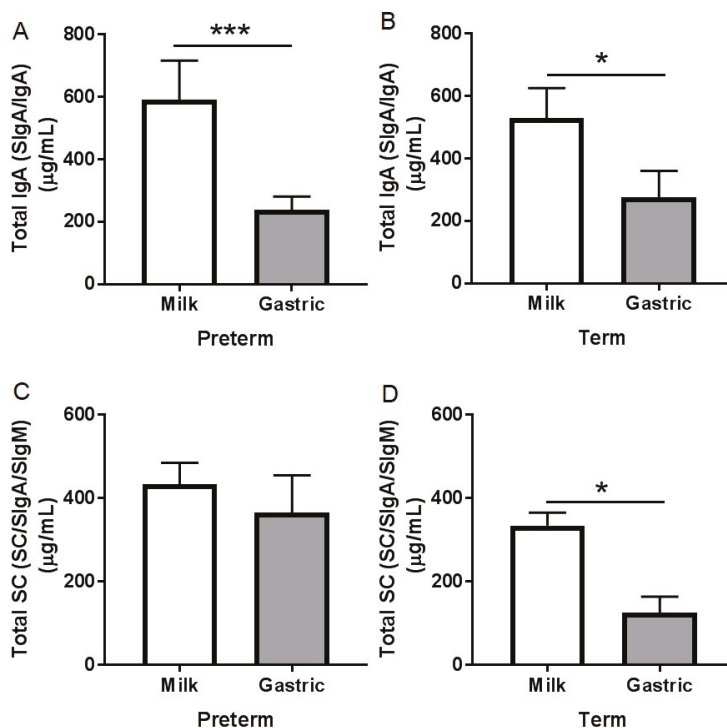 A
Total IgA (SIgA/IgA)
(µg/mL)
800
600
400
200
0
***
Milk
Gastric
Preterm
B
Total IgA (SIgA/IgA)
(µg/mL)
800
600
400
200
0
*
Milk
Gastric
Term
C
Total SC (SC/SIgA/SIgM)
(µg/mL)
600
400
200
0
Milk
Gastric
Preterm
D
Total SC (SC/SIgA/SIgM)
(µg/mL)
600
400
200
0
*
Milk
Gastric
Term